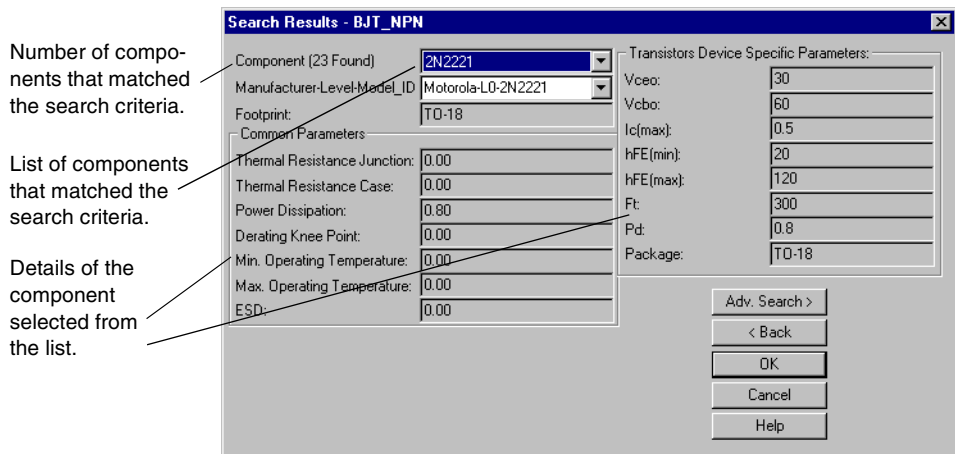 Search Results - BJT_NPN
Number of compo-
nents that matched
the search criteria.
List of components
that matched the
search criteria.
Details of the
component
selected from
the list.
Component (23 Found) 2N2221
Manufacturer-Level-Model_ID Motorola-L0-2N2221
Footprint: TO-18
Common Parameters
Thermal Resistance Junction: 0.00
Thermal Resistance Case: 0.00
Power Dissipation: 0.80
Derating Knee Point: 0.00
Min. Operating Temperature: 0.00
Max. Operating Temperature: 0.00
ESD: 0.00
Transistors Device Specific Parameters:
Vceo: 30
Vcbo: 60
Ic(max): 0.5
hFE(min): 20
hFE(max): 120
Ft: 300
Pd: 0.8
Package: TO-18
Adv. Search >
< Back
OK
Cancel
Help